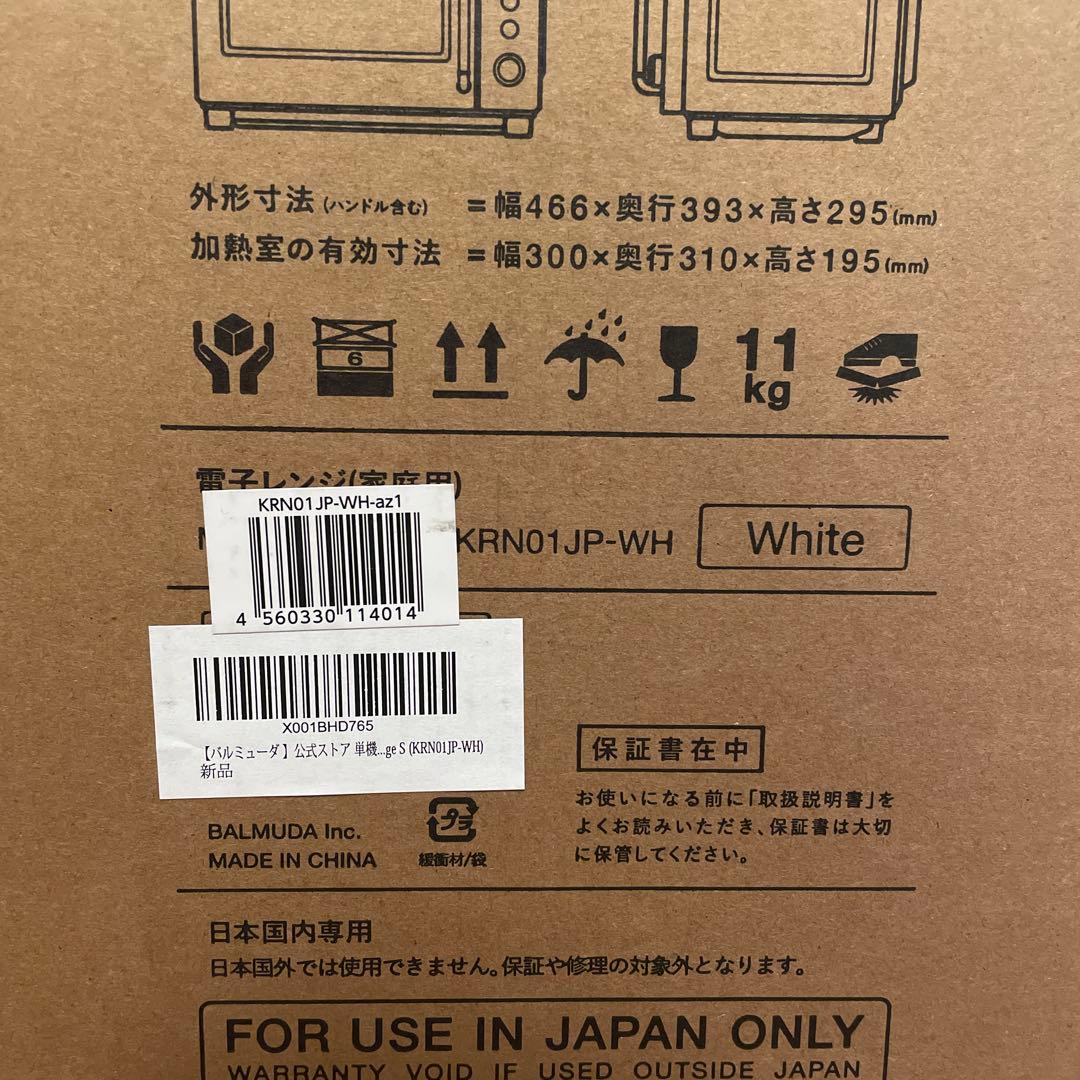 外形寸法(ハンドル含む) =幅466×奥行393×高さ295(mm)
加熱室の有効寸法 =幅300×奥行310×高さ195(mm)
6
11
kg
電子レンジ(家庭用)
KRN01JP-WH-az1
KRN01JP-WH
White
4 560330 114014
X001BHD765
【バルミューダ】公式ストア 単機...ge S (KRN01JP-WH)
新品
保証書在中
お使いになる前に「取扱説明書」を
よくお読みいただき、保証書は大切
に保管してください。
プラ
緩衝材/袋
BALMUDA Inc.
MADE IN CHINA
日本国内専用
日本国外では使用できません。保証や修理の対象外となります。
FOR USE IN JAPAN ONLY
WARRANTY VOID IF USED OUTSIDE JAPAN